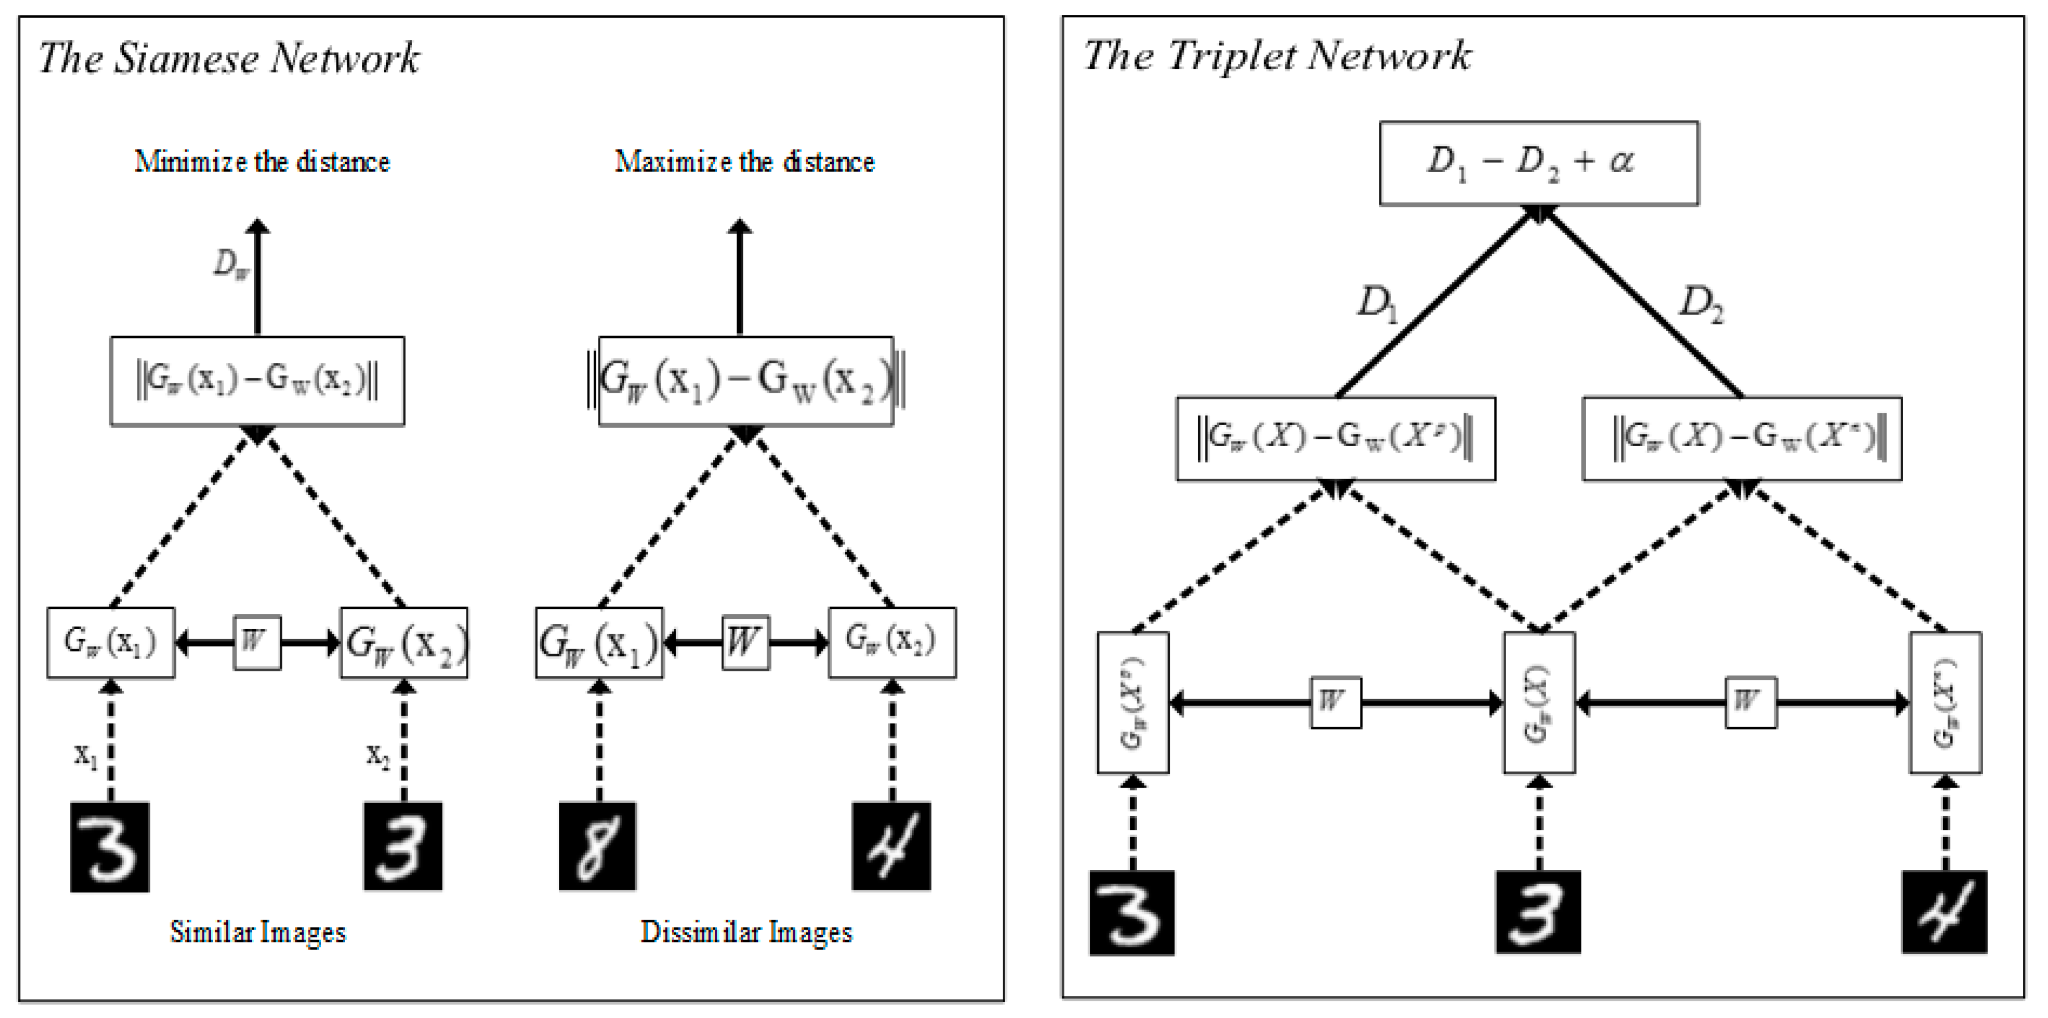 The Siamese Network
Minimize the distance
Maximize the distance
D_w
‖G_w(x_1) − G_W(x_2)‖
‖G_W(x_1) − G_W(x_2)‖
G_w(x_1)
W
G_W(x_2)
G_W(x_1)
W
G_w(x_2)
x_1
x_2
3
3
8
4
Similar Images
Dissimilar Images
The Triplet Network
D_1 − D_2 + α
D_1
D_2
‖G_w(X) − G_W(X^p)‖
‖G_w(X) − G_W(X^n)‖
G_W(X^p)
W
G_W(X)
W
G_W(X^n)
3
3
4